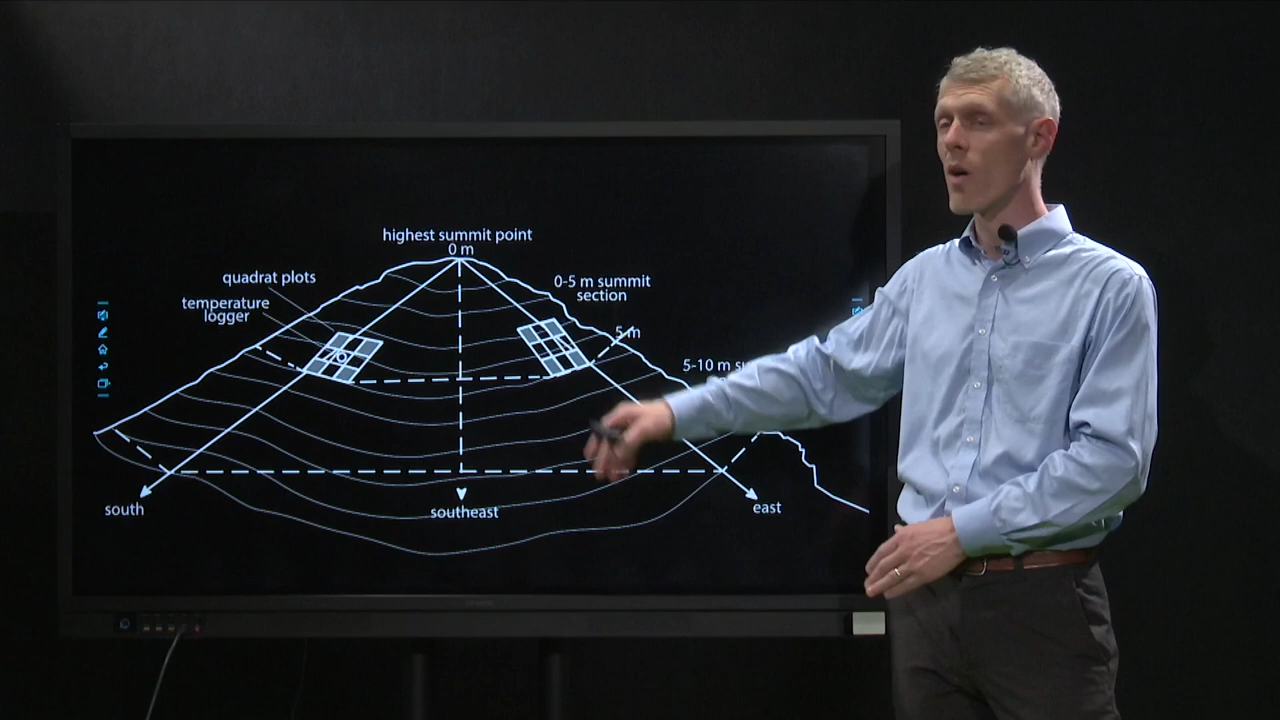 highest summit point
0 m
quadrat plots
0-5 m summit
section
temperature
logger
5 m
5-10 m
south
southeast
east